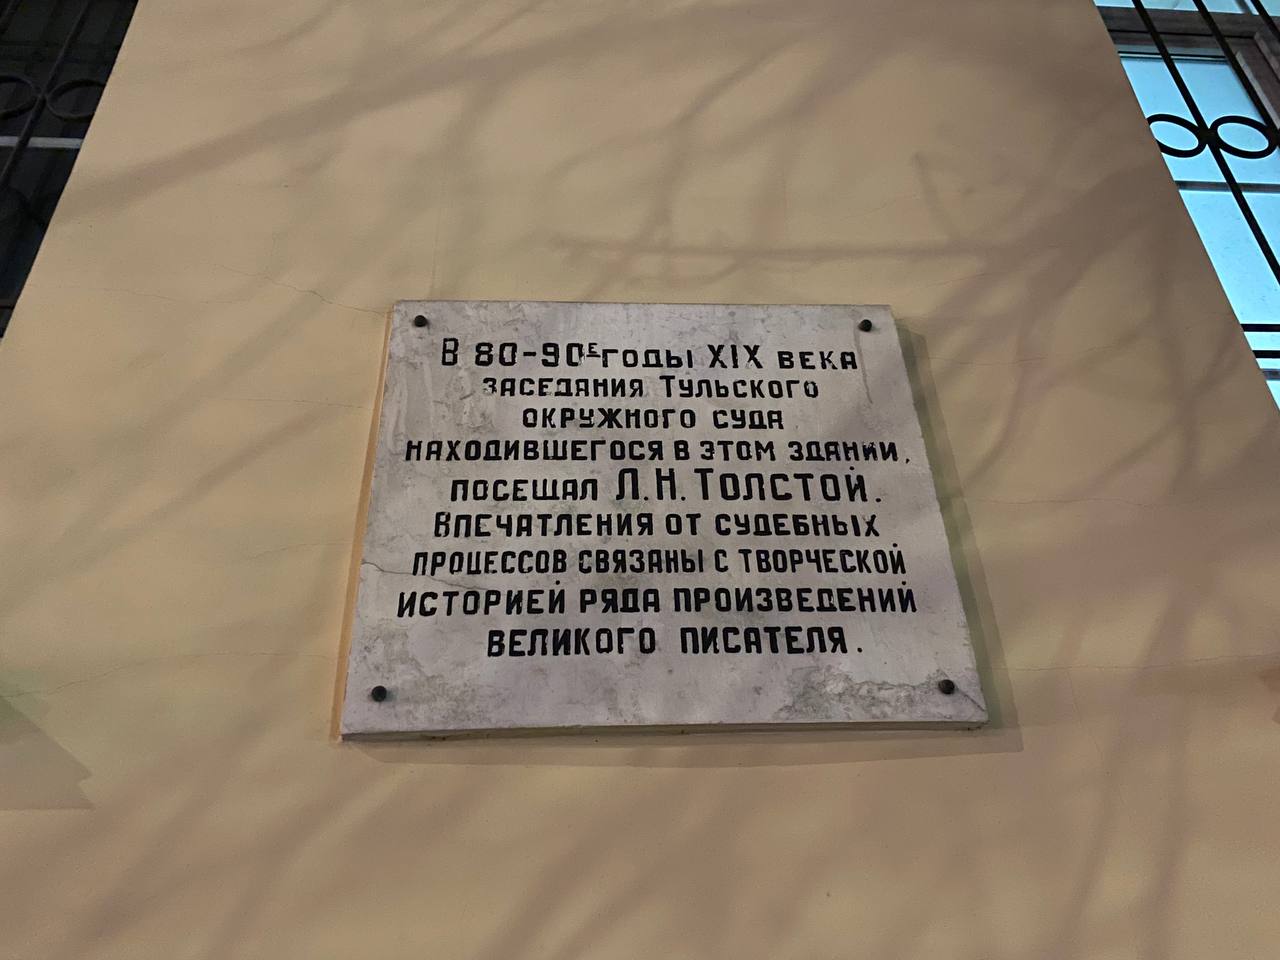 В 80-90Е ГОДЫ XIX ВЕКА
ЗАСЕДАНИЯ ТУЛЬСКОГО
ОКРУЖНОГО СУДА
НАХОДИВШЕГОСЯ В ЭТОМ ЗДАНИИ,
ПОСЕЩАЛ Л.Н. ТОЛСТОЙ.
ВПЕЧАТЛЕНИЯ ОТ СУДЕБНЫХ
ПРОЦЕССОВ СВЯЗАНЫ С ТВОРЧЕСКОЙ
ИСТОРИЕЙ РЯДА ПРОИЗВЕДЕНИЙ
ВЕЛИКОГО ПИСАТЕЛЯ.